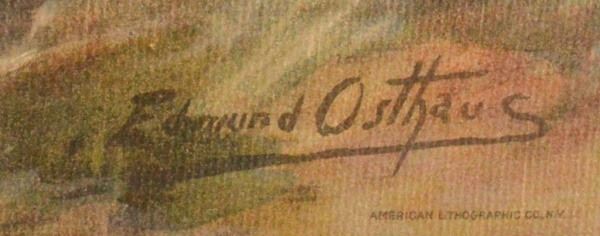 Edmund Osthaus
AMERICAN LITHOGRAPHIC CO., N.Y.